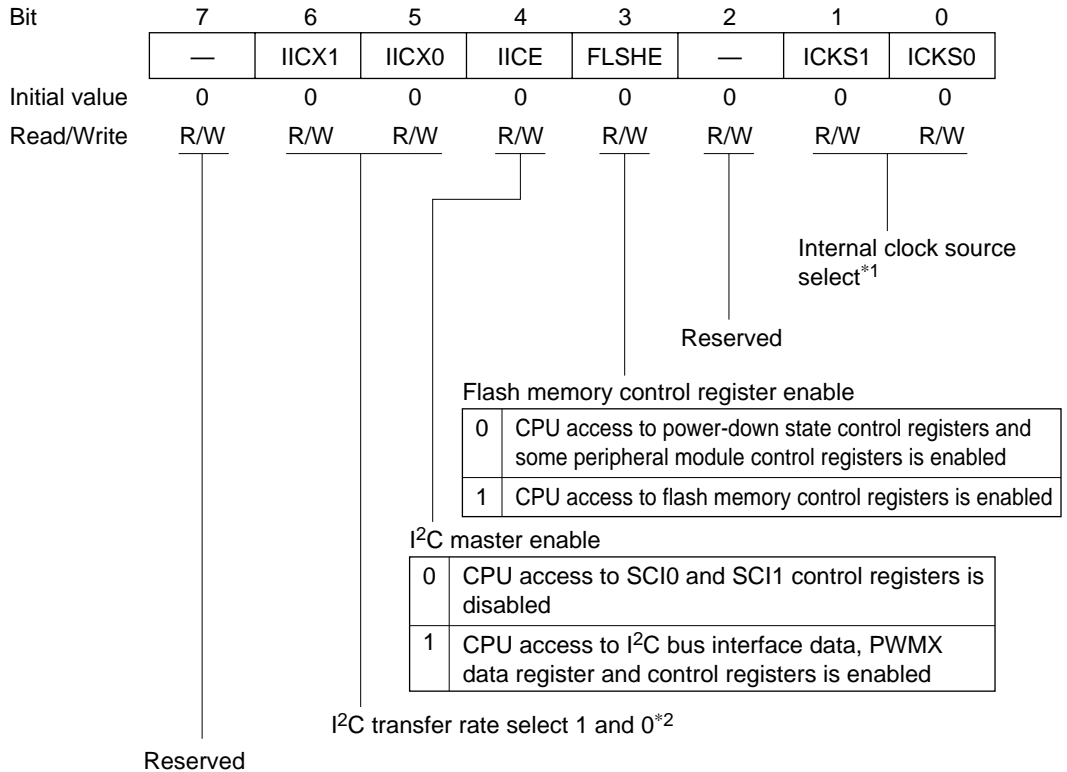 Bit 7 6 5 4 3 2 1 0
— IICX1 IICX0 IICE FLSHE — ICKS1 ICKS0
Initial value 0 0 0 0 0 0 0 0
Read/Write R/W R/W R/W R/W R/W R/W R/W R/W
Internal clock source
select*1
Reserved
Flash memory control register enable
0 CPU access to power-down state control registers and
some peripheral module control registers is enabled
1 CPU access to flash memory control registers is enabled
I2C master enable
0 CPU access to SCI0 and SCI1 control registers is
disabled
1 CPU access to I2C bus interface data, PWMX
data register and control registers is enabled
I2C transfer rate select 1 and 0*2
Reserved